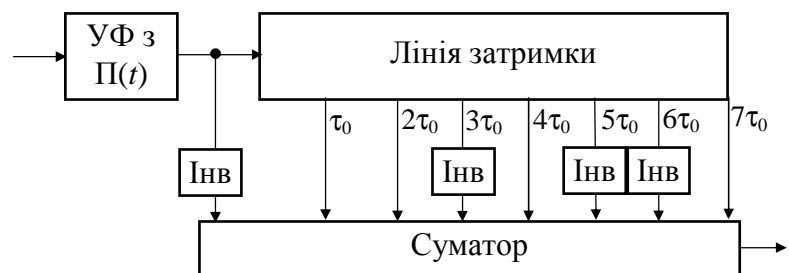 УФ з
П(t)
Лінія затримки
τ₀
2τ₀
3τ₀
4τ₀
5τ₀
6τ₀
7τ₀
Інв
Інв
Інв
Інв
Суматор